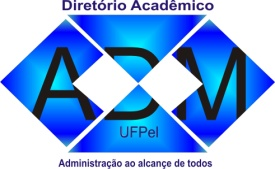 Diretório Acadêmico
ADM
UFPel
Administração ao alcance de todos